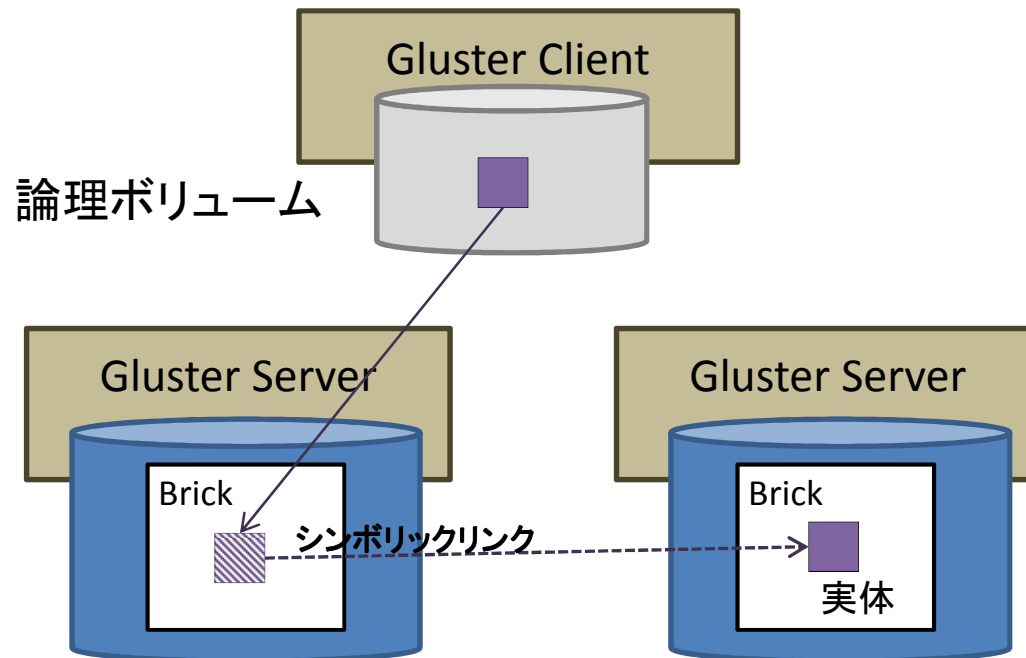 Gluster Client
論理ボリューム
Gluster Server
Gluster Server
Brick
Brick
シンボリックリンク
実体